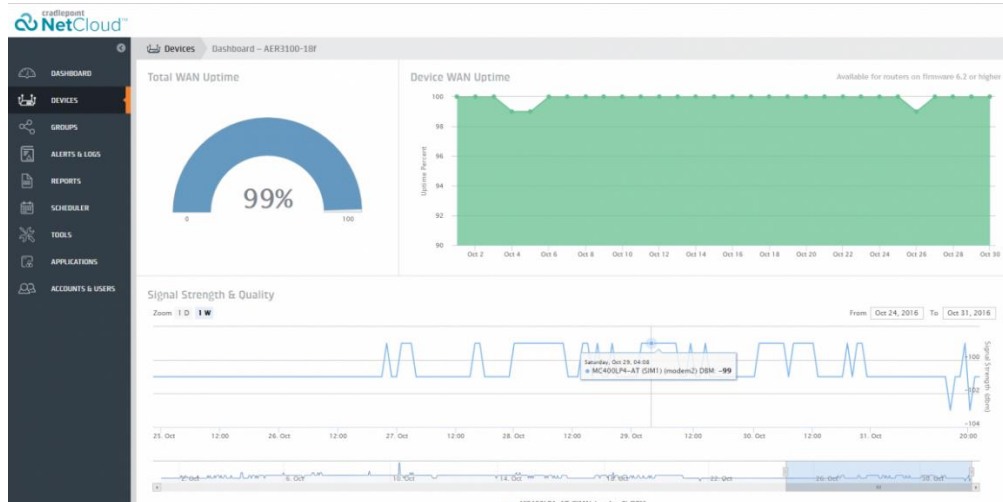 cradlepoint
NetCloud™
Devices Dashboard – AER3100-18f
DASHBOARD
DEVICES
GROUPS
ALERTS & LOGS
REPORTS
SCHEDULER
TOOLS
APPLICATIONS
ACCOUNTS & USERS
Total WAN Uptime
99%
0 100
Device WAN Uptime
Available for routers on firmware 6.2 or higher
Uptime Percent
100
98
96
94
92
90
Oct 2 Oct 4 Oct 6 Oct 8 Oct 10 Oct 12 Oct 14 Oct 16 Oct 18 Oct 20 Oct 22 Oct 24 Oct 26 Oct 28 Oct 30
Signal Strength & Quality
Zoom 1 D 1 W
From Oct 24, 2016 To Oct 31, 2016
Saturday, Oct 29, 04:08
MC400LP4-AT (SIM1) (modem2) DBM: -99
-100
-102
-104
Signal Strength (dBm)
25. Oct 12:00 26. Oct 12:00 27. Oct 12:00 28. Oct 12:00 29. Oct 12:00 30. Oct 12:00 31. Oct 20:00
2. Oct 6. Oct 10. Oct 14. Oct 18. Oct 22. Oct 26. Oct 30. Oct